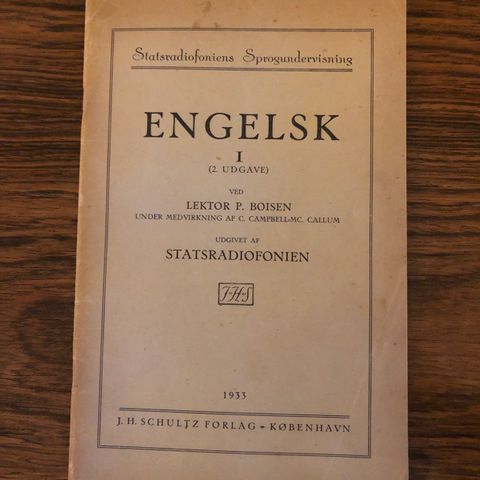 Statsradiofoniens Sprogundervisning
ENGELSK
I
(2. UDGAVE)
VED
LEKTOR P. BOISEN
UNDER MEDVIRKNING AF C. CAMPBELL-MC. CALLUM
UDGIVET AF
STATSRADIOFONIEN
J·H·S
1933
J. H. SCHULTZ FORLAG - KØBENHAVN